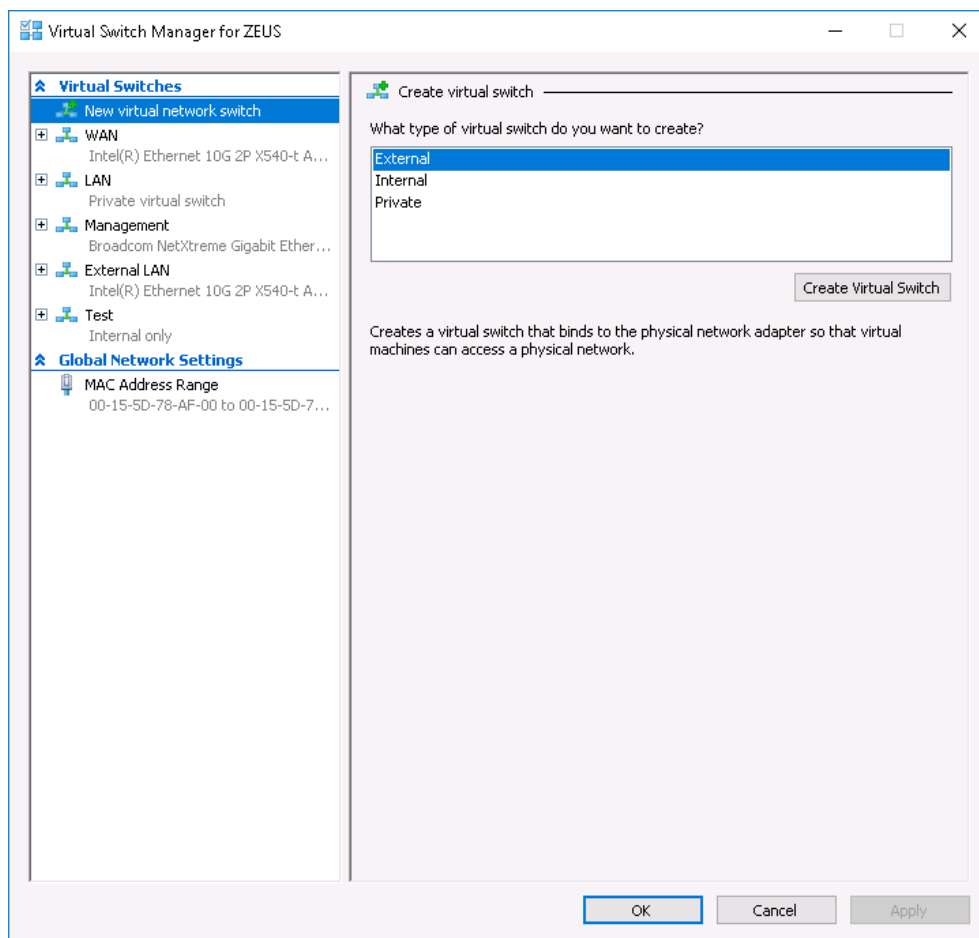 Virtual Switch Manager for ZEUS
Virtual Switches
New virtual network switch
WAN
Intel(R) Ethernet 10G 2P X540-t A...
LAN
Private virtual switch
Management
Broadcom NetXtreme Gigabit Ether...
External LAN
Intel(R) Ethernet 10G 2P X540-t A...
Test
Internal only
Global Network Settings
MAC Address Range
00-15-5D-78-AF-00 to 00-15-5D-7...
Create virtual switch
What type of virtual switch do you want to create?
External
Internal
Private
Create Virtual Switch
Creates a virtual switch that binds to the physical network adapter so that virtual
machines can access a physical network.
OK
Cancel
Apply